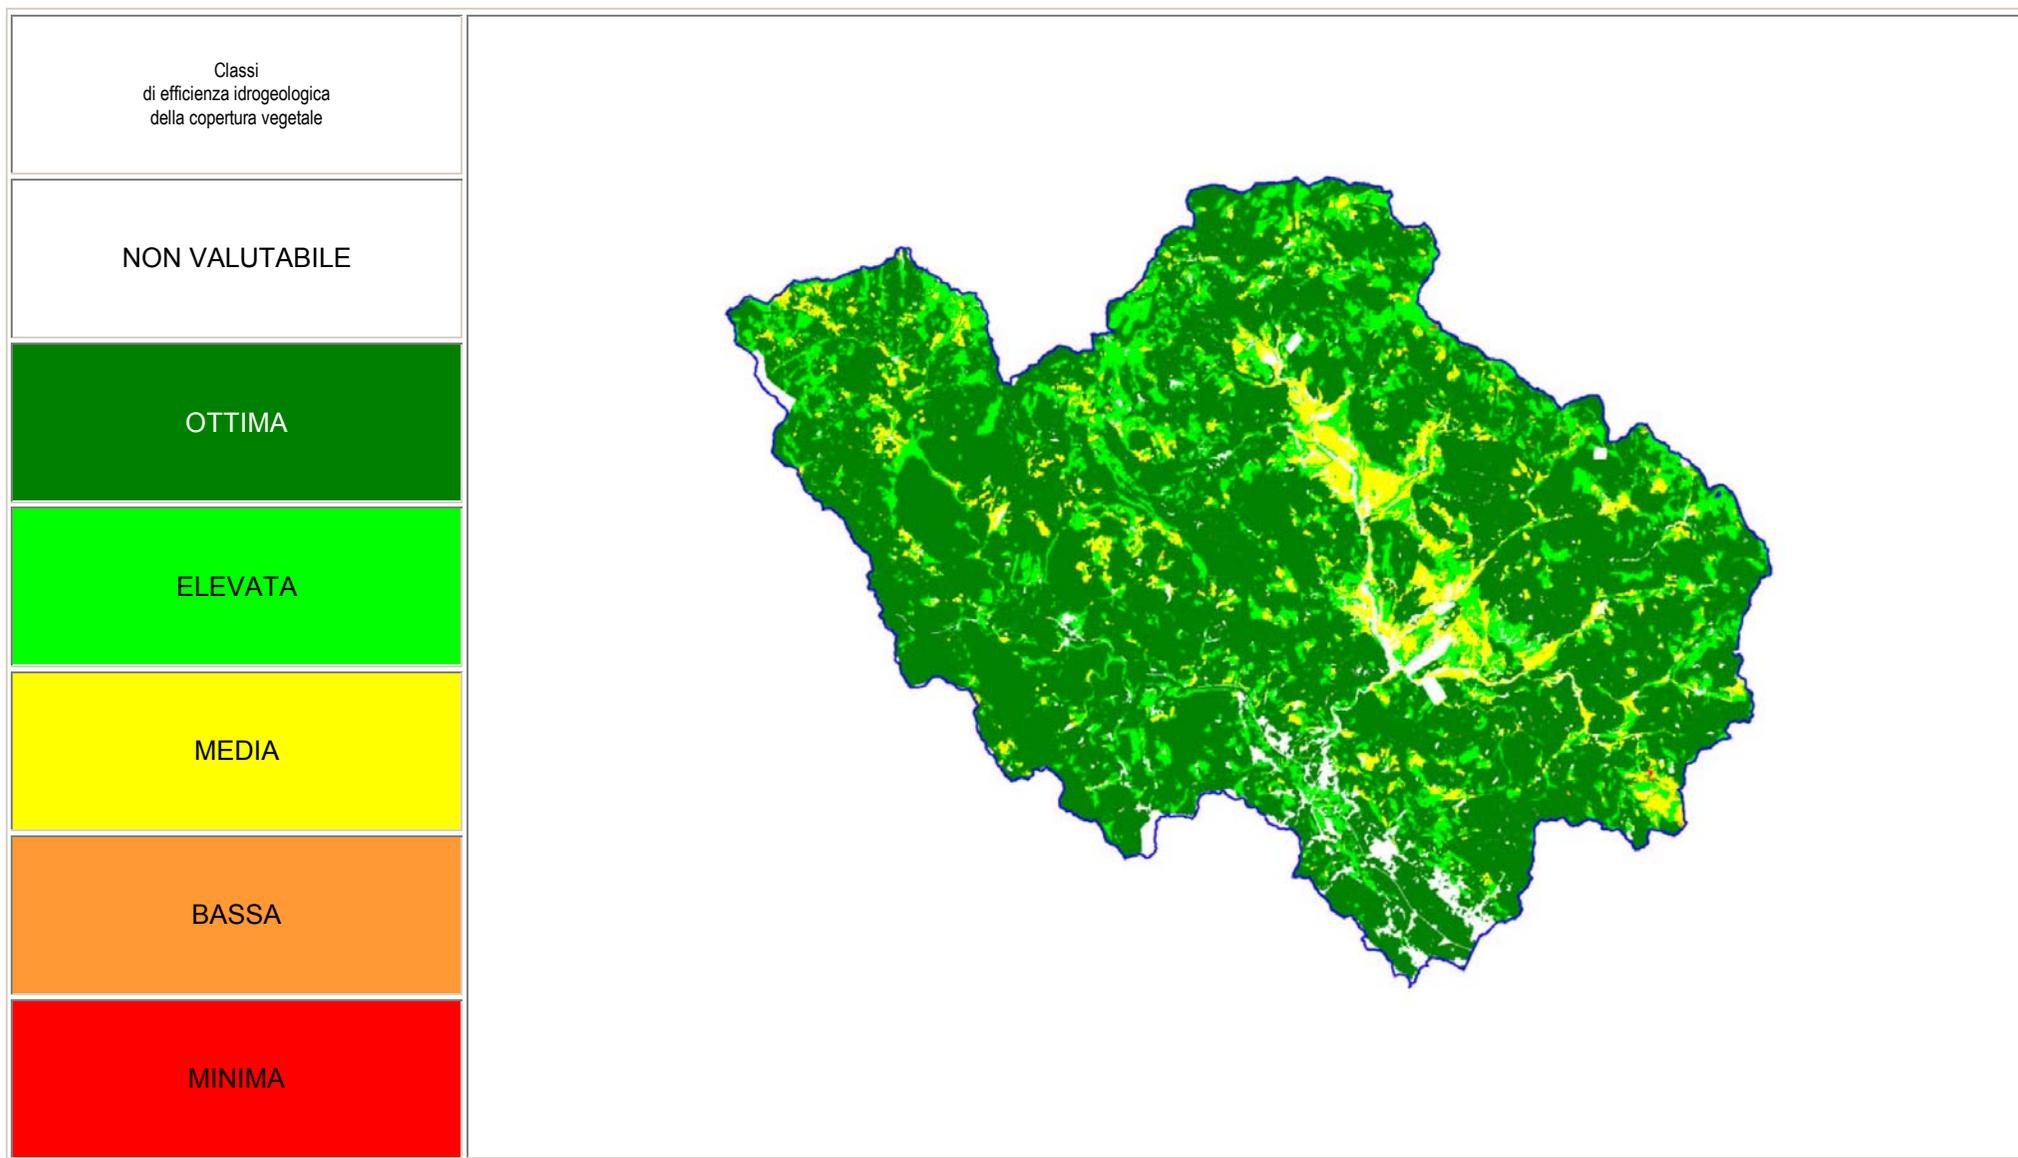 Classi
di efficienza idrogeologica
della copertura vegetale
NON VALUTABILE
OTTIMA
ELEVATA
MEDIA
BASSA
MINIMA